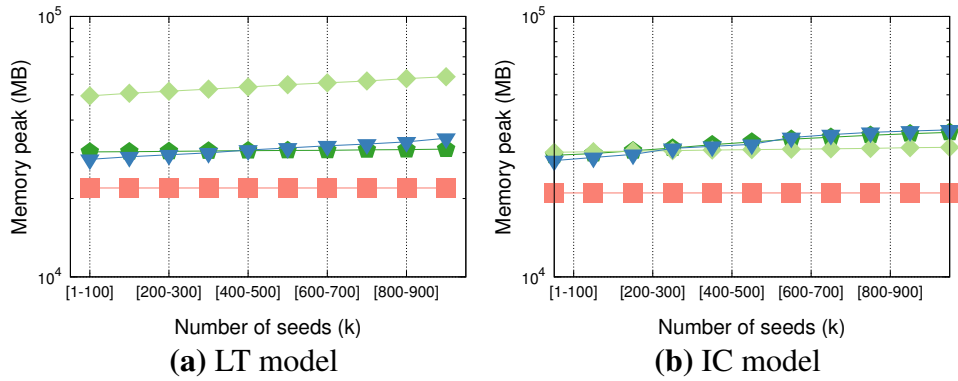 10^5
Memory peak (MB)
10^4
[1-100] [200-300] [400-500] [600-700] [800-900]
Number of seeds (k)
(a) LT model
10^5
Memory peak (MB)
10^4
[1-100] [200-300] [400-500] [600-700] [800-900]
Number of seeds (k)
(b) IC model